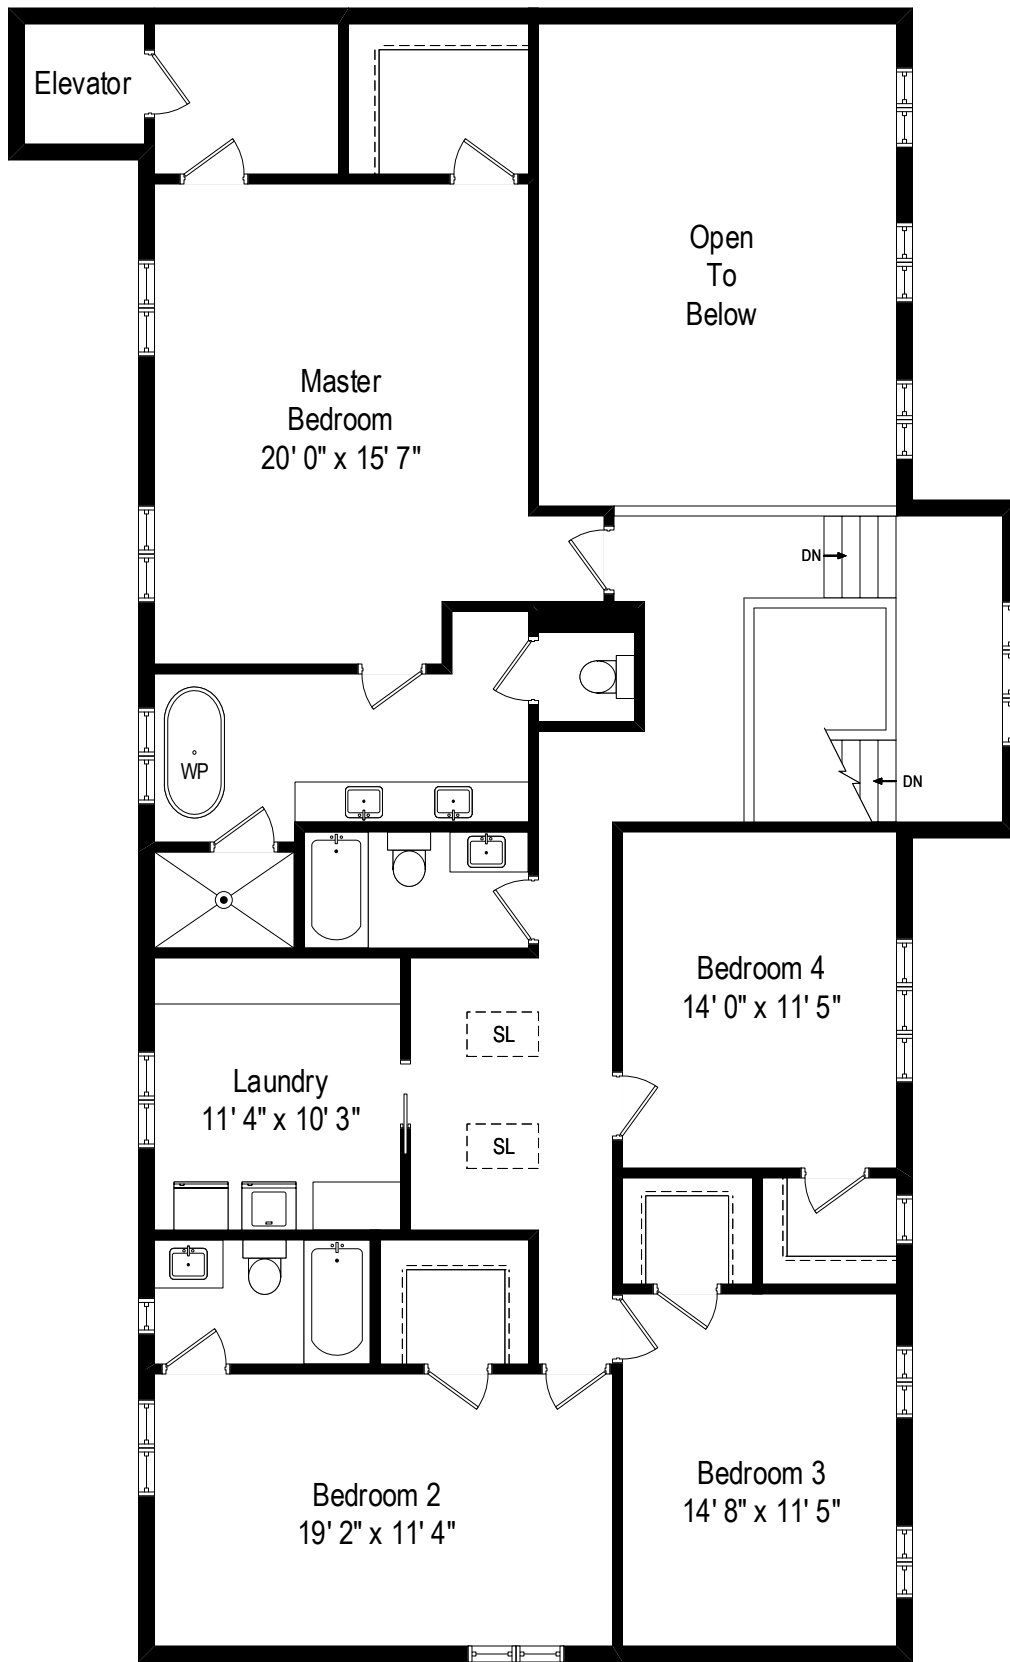 Elevator
Open
To
Below
Master
Bedroom
20' 0" x 15' 7"
DN
WP
DN
Bedroom 4
14' 0" x 11' 5"
SL
Laundry
11' 4" x 10' 3"
SL
Bedroom 3
14' 8" x 11' 5"
Bedroom 2
19' 2" x 11' 4"